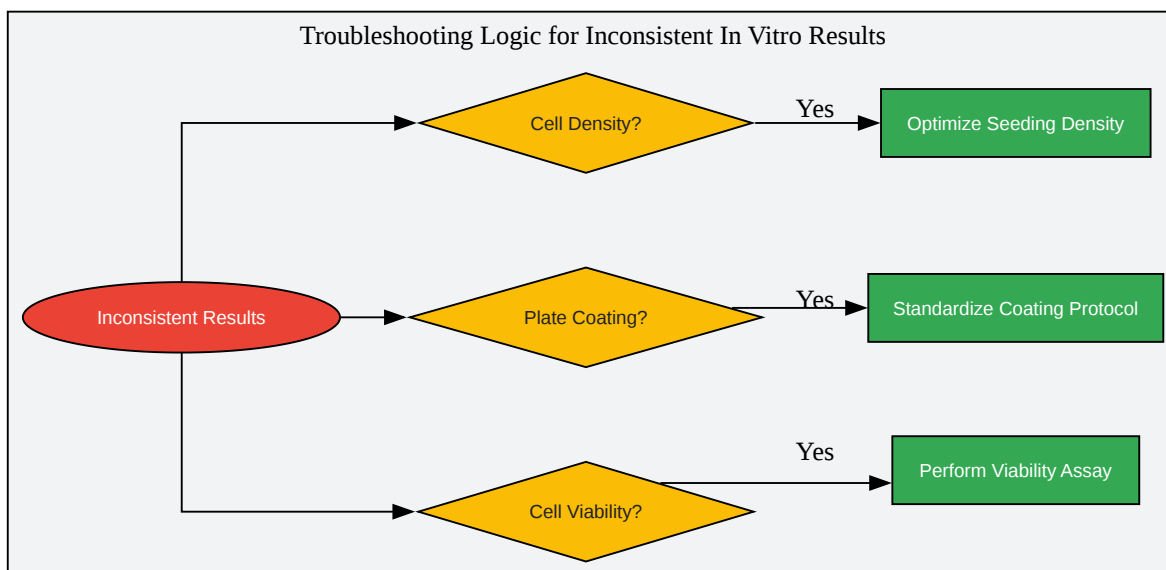 Troubleshooting Logic for Inconsistent In Vitro Results
Cell Density?
Yes
Optimize Seeding Density
Inconsistent Results
Plate Coating?
Yes
Standardize Coating Protocol
Cell Viability?
Yes
Perform Viability Assay